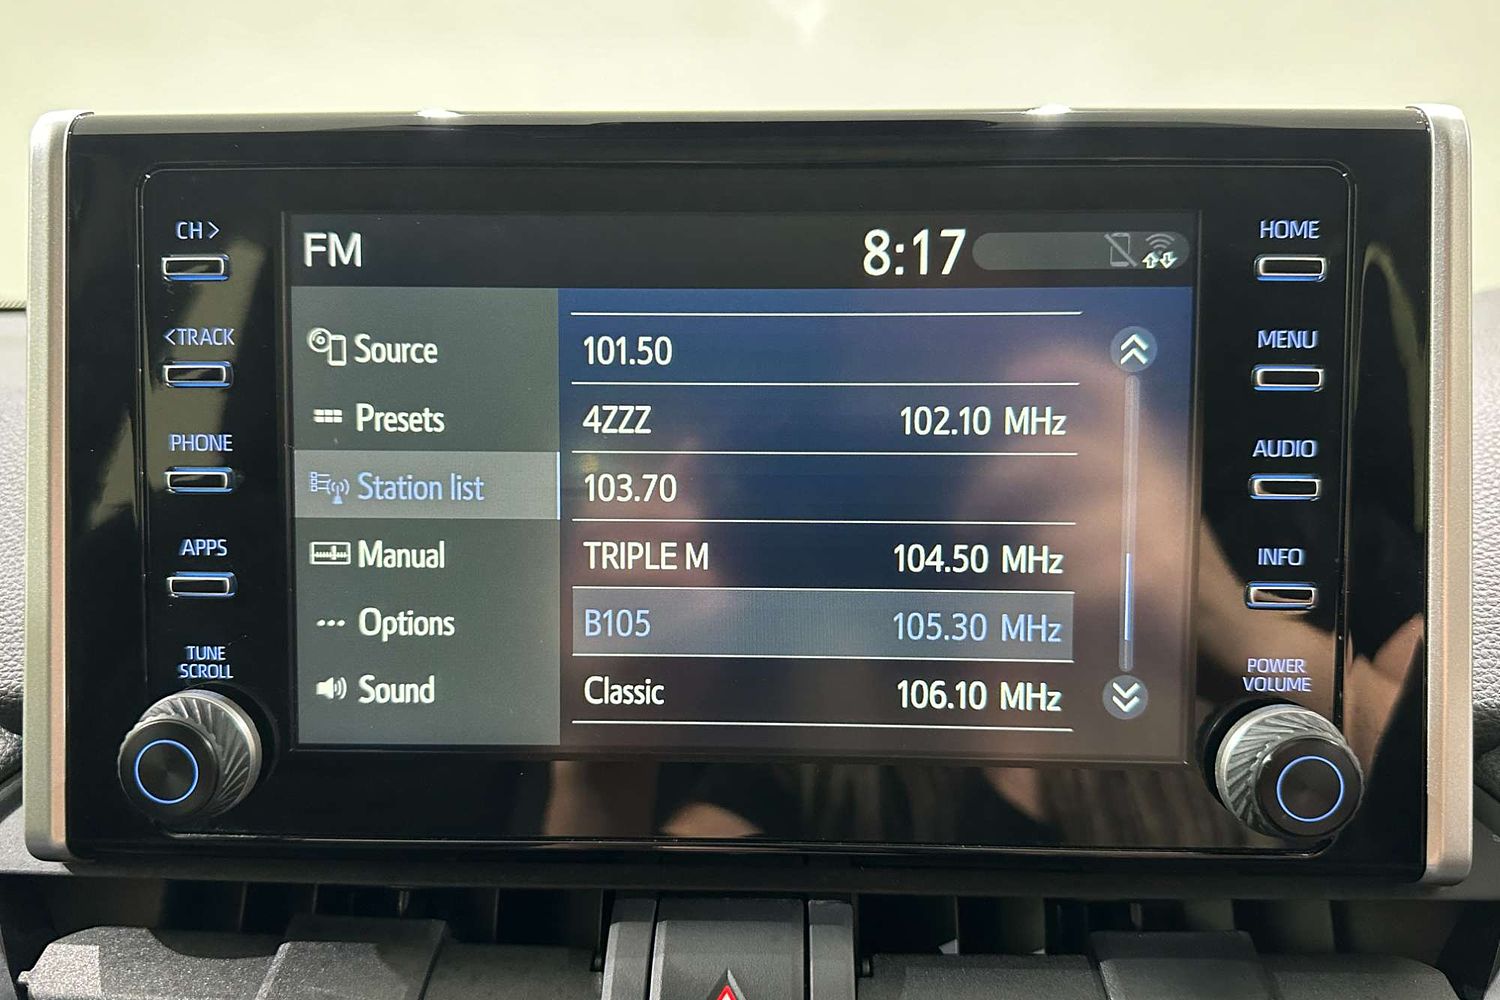 CH>
<TRACK
PHONE
APPS
TUNE
SCROLL
FM
8:17
Source
Presets
Station list
Manual
Options
Sound
101.50
4ZZZ 102.10 MHz
103.70
TRIPLE M 104.50 MHz
B105 105.30 MHz
Classic 106.10 MHz
HOME
MENU
AUDIO
INFO
POWER
VOLUME